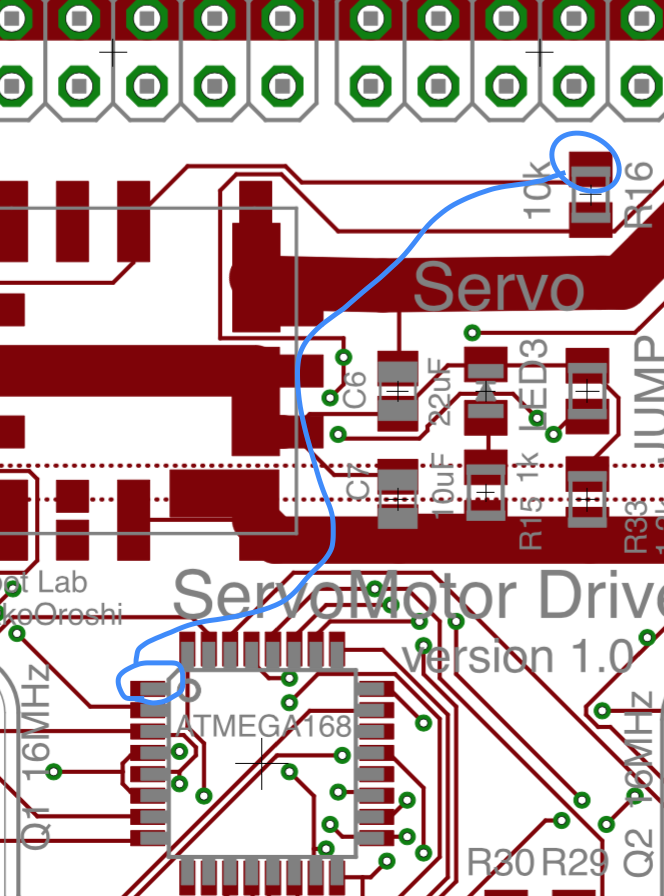 10k
R16
Servo
C6
22uF
LED3
JUMP
C7
10uF
R15
1k
R33
ot Lab
koOroshi
ServoMotor Drive
version 1.0
16MHz
Q1
ATMEGA168
16MHz
Q2
R30
R29